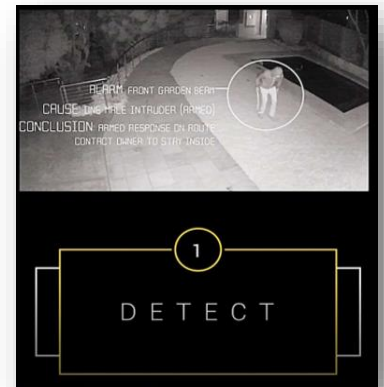 ALARM: FRONT GARDEN BEAM
CAUSE: ONE MALE INTRUDER (ARMED)
CONCLUSION: ARMED RESPONSE ON ROUTE
CONTACT OWNER TO STAY INSIDE
1
DETECT